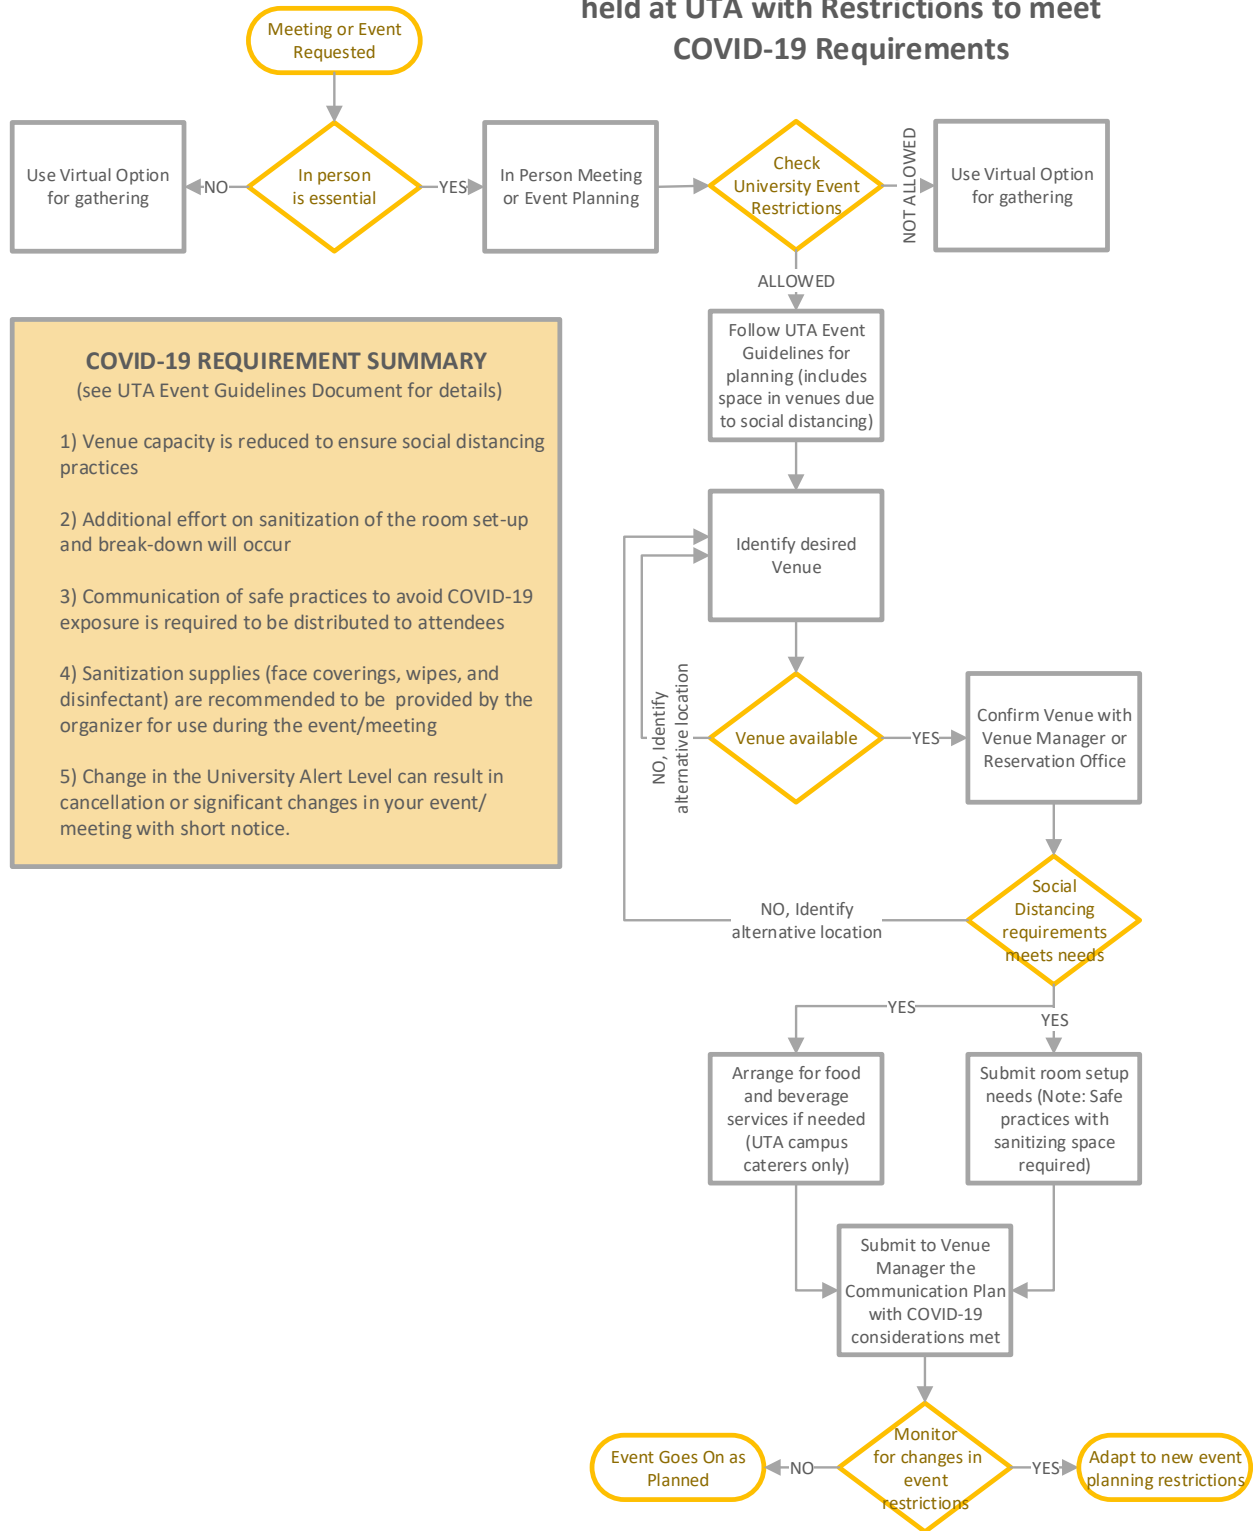 held at UTA with Restrictions to meet
COVID-19 Requirements
Meeting or Event
Requested
Use Virtual Option
for gathering
NO
In person
is essential
YES
In Person Meeting
or Event Planning
Check
University Event
Restrictions
NOT ALLOWED
Use Virtual Option
for gathering
ALLOWED
Follow UTA Event
Guidelines for
planning (includes
space in venues due
to social distancing)
COVID-19 REQUIREMENT SUMMARY
(see UTA Event Guidelines Document for details)
1) Venue capacity is reduced to ensure social distancing
practices
2) Additional effort on sanitization of the room set-up
and break-down will occur
3) Communication of safe practices to avoid COVID-19
exposure is required to be distributed to attendees
4) Sanitization supplies (face coverings, wipes, and
disinfectant) are recommended to be  provided by the
organizer for use during the event/meeting
5) Change in the University Alert Level can result in
cancellation or significant changes in your event/
meeting with short notice.
Identify desired
Venue
NO, Identify
alternative location
Venue available
YES
Confirm Venue with
Venue Manager or
Reservation Office
Social
Distancing
requirements
meets needs
NO, Identify
alternative location
YES
YES
Arrange for food
and beverage
services if needed
(UTA campus
caterers only)
Submit room setup
needs (Note: Safe
practices with
sanitizing space
required)
Submit to Venue
Manager the
Communication Plan
with COVID-19
considerations met
Monitor
for changes in
event
restrictions
NO
Event Goes On as
Planned
YES
Adapt to new event
planning restrictions